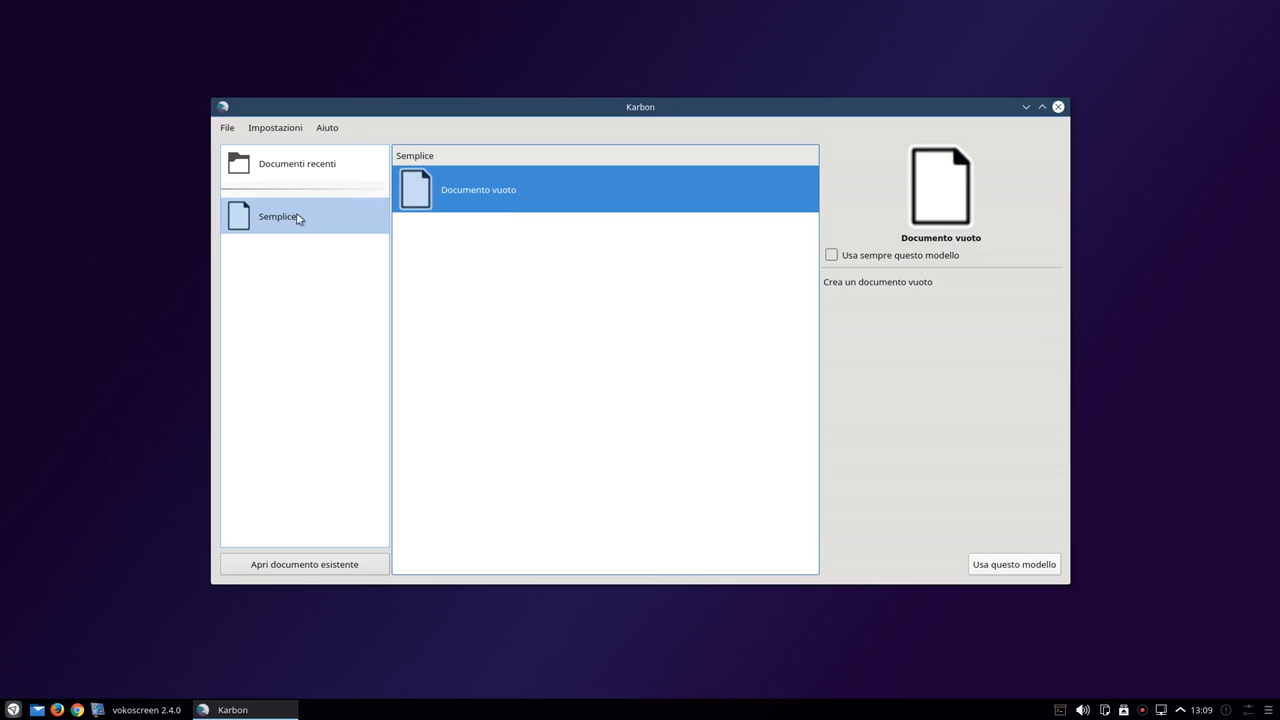 Karbon
File Impostazioni Aiuto
Documenti recenti
Semplice
Semplice
Documento vuoto
Documento vuoto
Usa sempre questo modello
Crea un documento vuoto
Apri documento esistente
Usa questo modello
vokoscreen 2.4.0
Karbon
13:09